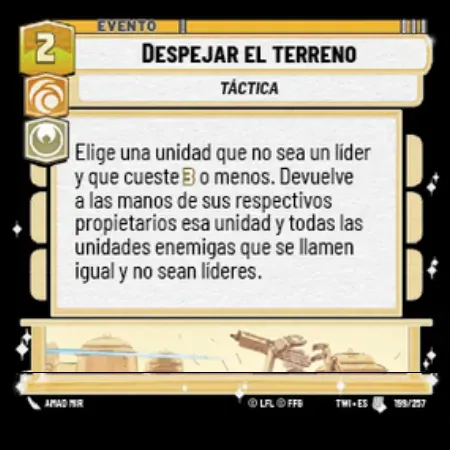 EVENTO
2
DESPEJAR EL TERRENO
TÁCTICA
Elige una unidad que no sea un líder
y que cueste 3 o menos. Devuelve
a las manos de sus respectivos
propietarios esa unidad y todas las
unidades enemigas que se llamen
igual y no sean líderes.
AMAD MIR
© LFL © FFG
TWI • ES
199/257